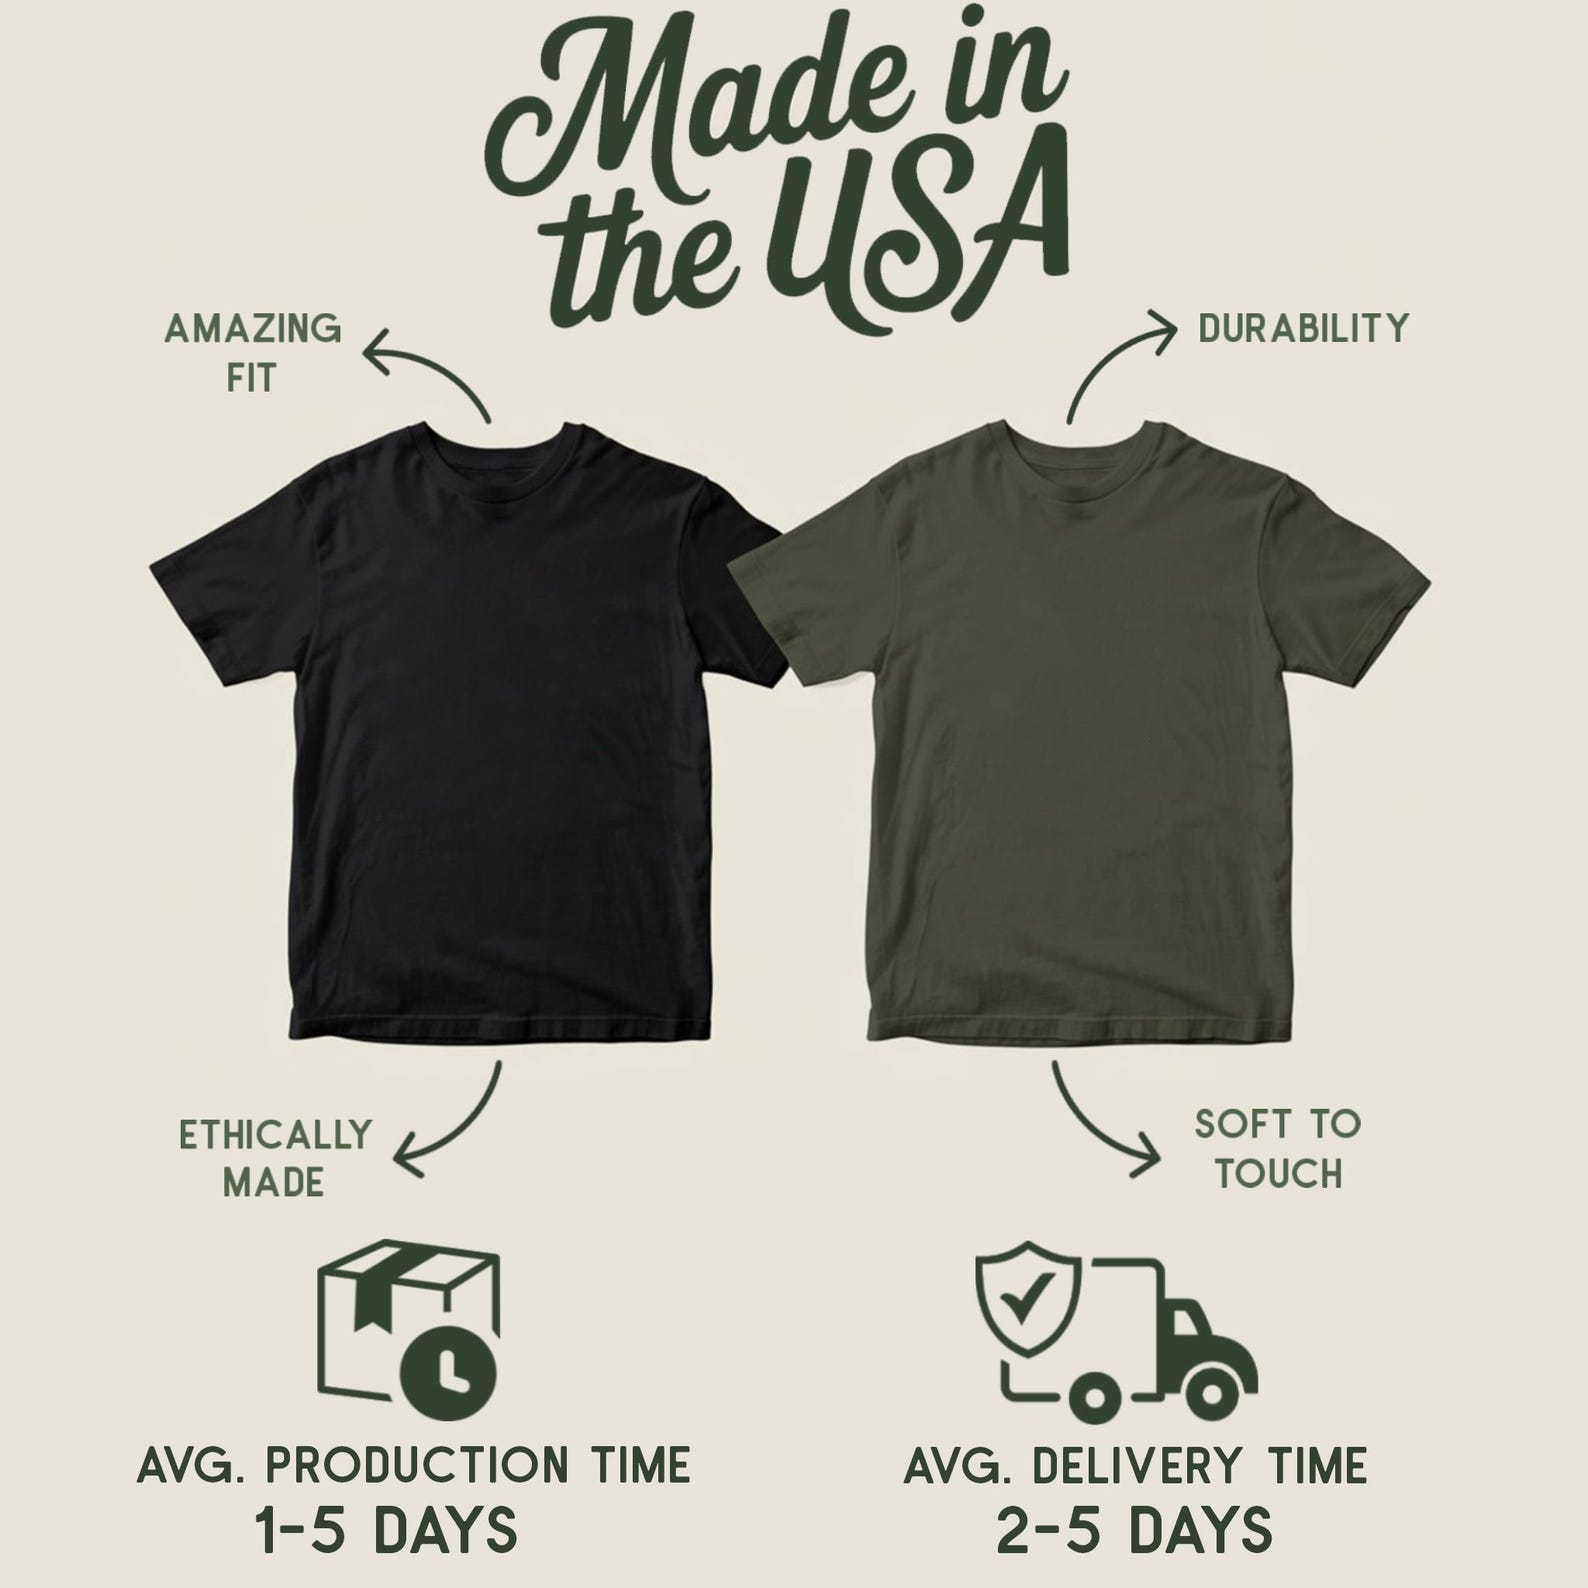 Made in
the USA
AMAZING
FIT
DURABILITY
ETHICALLY
MADE
SOFT TO
TOUCH
AVG. PRODUCTION TIME
1-5 DAYS
AVG. DELIVERY TIME
2-5 DAYS